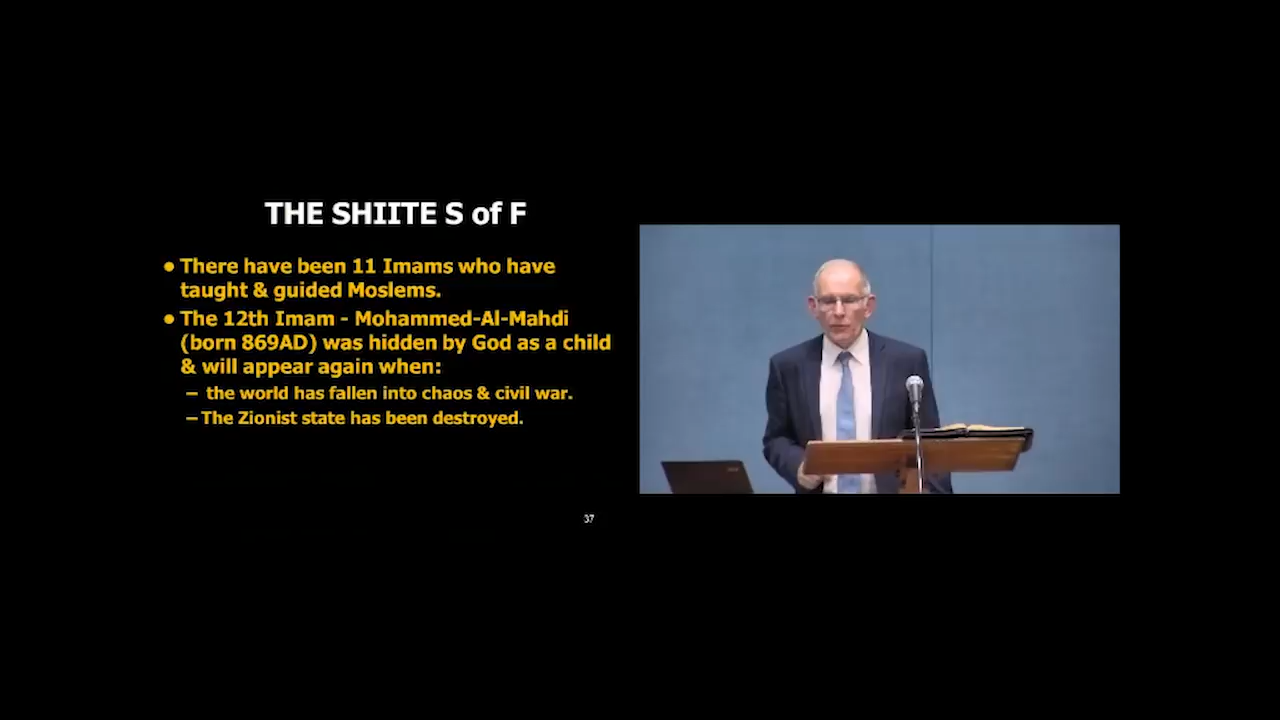 THE SHIITE S of F
• There have been 11 Imams who have
taught & guided Moslems.
• The 12th Imam - Mohammed-Al-Mahdi
(born 869AD) was hidden by God as a child
& will appear again when:
– the world has fallen into chaos & civil war.
– The Zionist state has been destroyed.
37